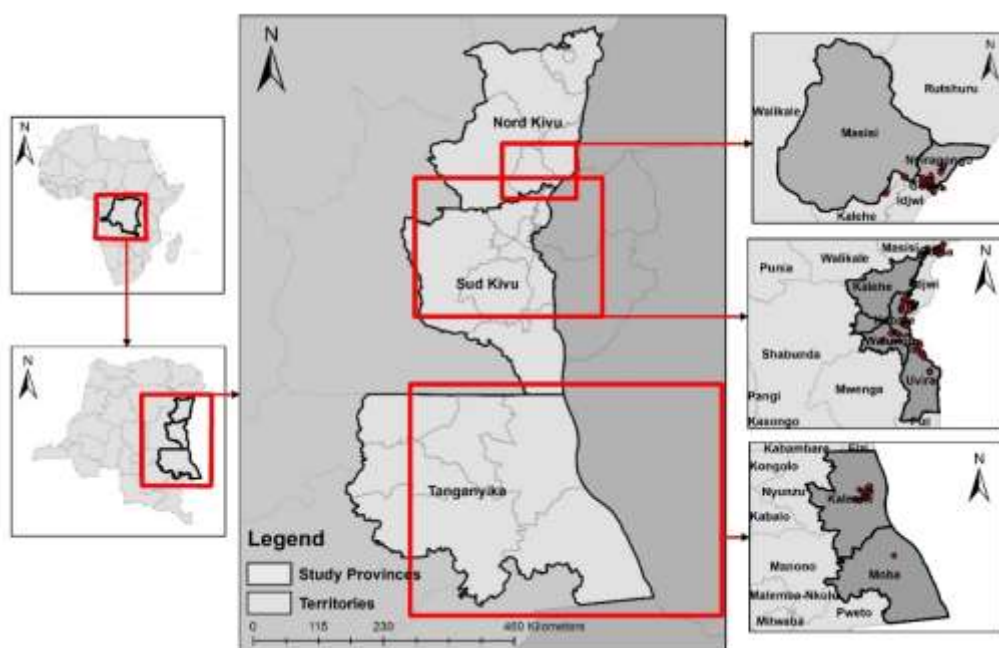 N
N
N
Nord Kivu
Sud Kivu
Tanganyika
Legend
Study Provinces
Territories
0 115 230 460 Kilometers
N
Rutshuru
Walikale
Masisi
Nyiragongo
Idjwi
Kalehe
N
Masisi
Walikale
Punia
Kalehe
Idjwi
Shabunda
Uvira
Mwenga
Pangi
Kasongo
Fizi
N
Kabambare
Fizi
Kongolo
Nyunzu
Kabalo
Manono
Moba
Malemba-Nkulu
Pweto
Mitwaba